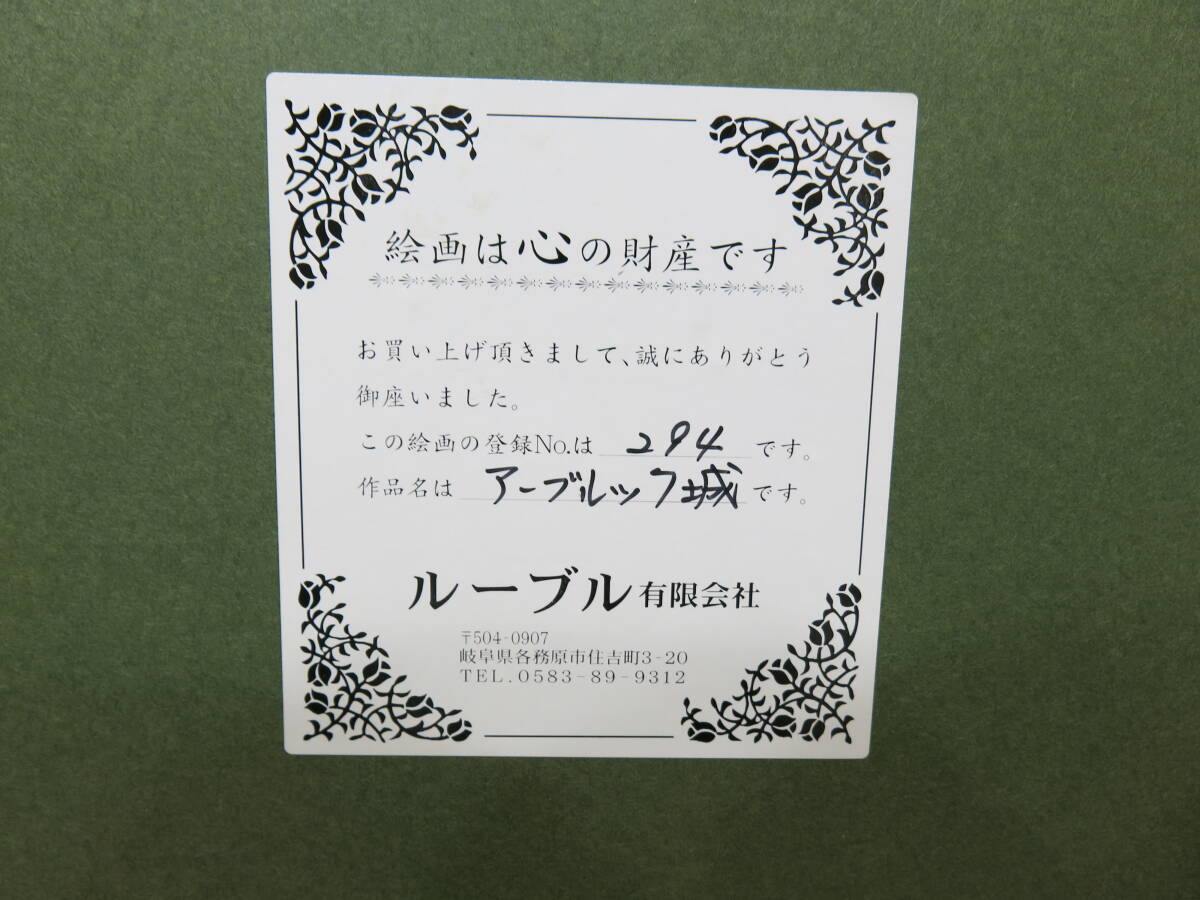 絵画は心の財産です
お買い上げ頂きまして、誠にありがとう
御座いました。
この絵画の登録No.は 294 です。
作品名は アーブルック城 です。
ルーブル有限会社
〒504-0907
岐阜県各務原市住吉町3-20
TEL.0583-89-9312